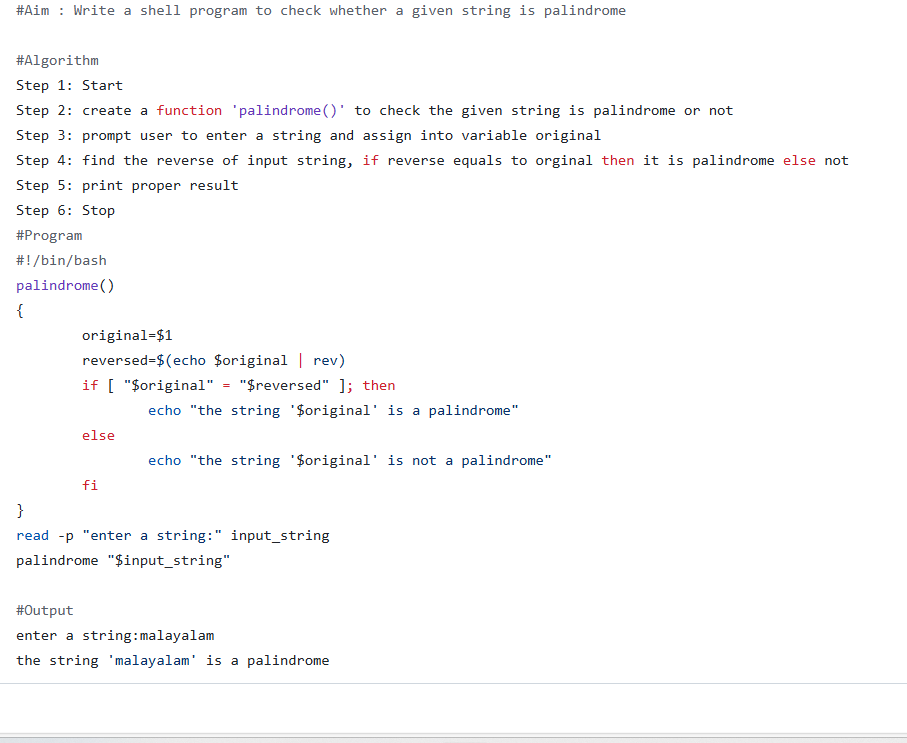 #Aim : Write a shell program to check whether a given string is palindrome
#Algorithm
Step 1: Start
Step 2: create a function 'palindrome()' to check the given string is palindrome or not
Step 3: prompt user to enter a string and assign into variable original
Step 4: find the reverse of input string, if reverse equals to orginal then it is palindrome else not
Step 5: print proper result
Step 6: Stop
#Program
#!/bin/bash
palindrome()
{
original=$1
reversed=$(echo $original | rev)
if [ "$original" = "$reversed" ]; then
echo "the string '$original' is a palindrome"
else
echo "the string '$original' is not a palindrome"
fi
}
read -p "enter a string:" input_string
palindrome "$input_string"
#Output
enter a string:malayalam
the string 'malayalam' is a palindrome